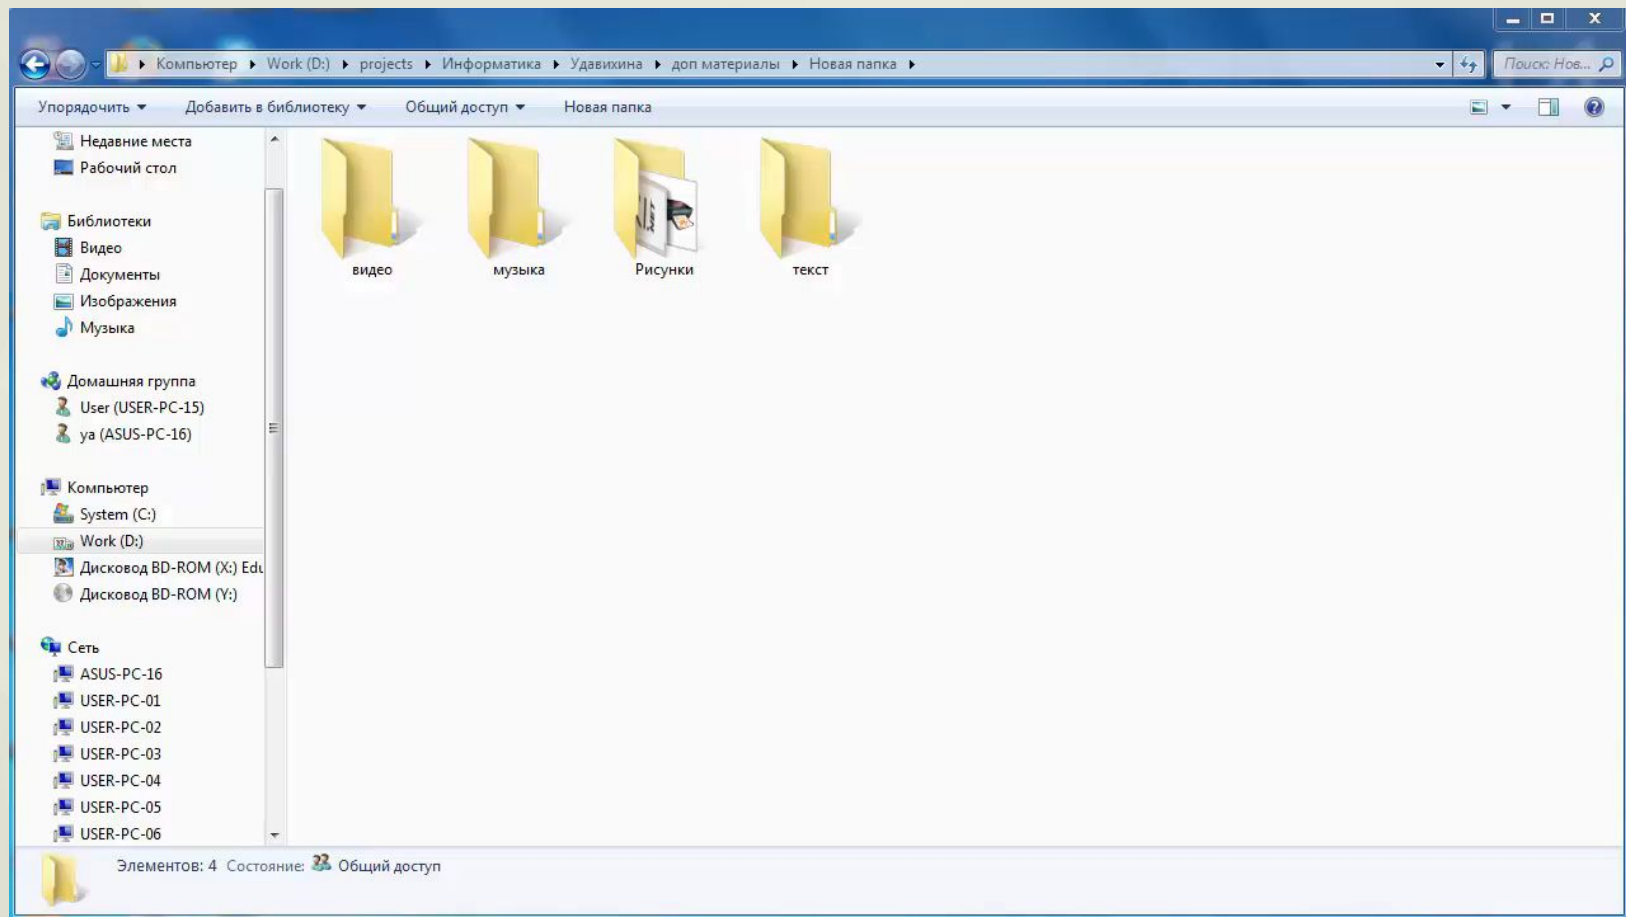 Компьютер Work (D:) projects Информатика Удавихина доп материалы Новая папка Поиск: Нов...
Упорядочить Добавить в библиотеку Общий доступ Новая папка
Недавние места
Рабочий стол
Библиотеки
Видео
Документы
Изображения
Музыка
Домашняя группа
User (USER-PC-15)
ya (ASUS-PC-16)
Компьютер
System (C:)
Work (D:)
Дисковод BD-ROM (X:) Edu
Дисковод BD-ROM (Y:)
Сеть
ASUS-PC-16
USER-PC-01
USER-PC-02
USER-PC-03
USER-PC-04
USER-PC-05
USER-PC-06
видео музыка Рисунки текст
Элементов: 4 Состояние: Общий доступ